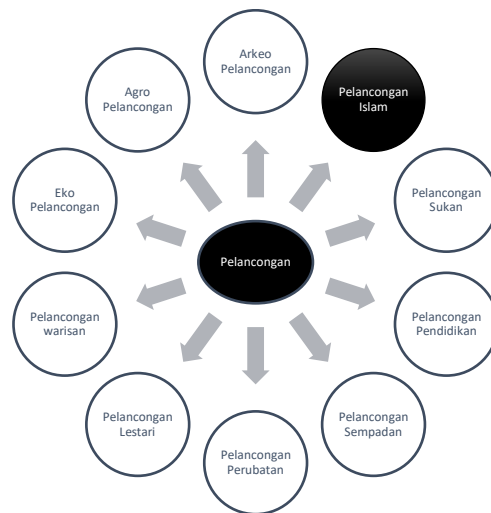 Arkeo
Pelancongan
Pelancongan
Islam
Pelancongan
Sukan
Pelancongan
Pendidikan
Pelancongan
Sempadan
Pelancongan
Perubatan
Pelancongan
Lestari
Pelancongan
warisan
Eko
Pelancongan
Agro
Pelancongan
Pelancongan